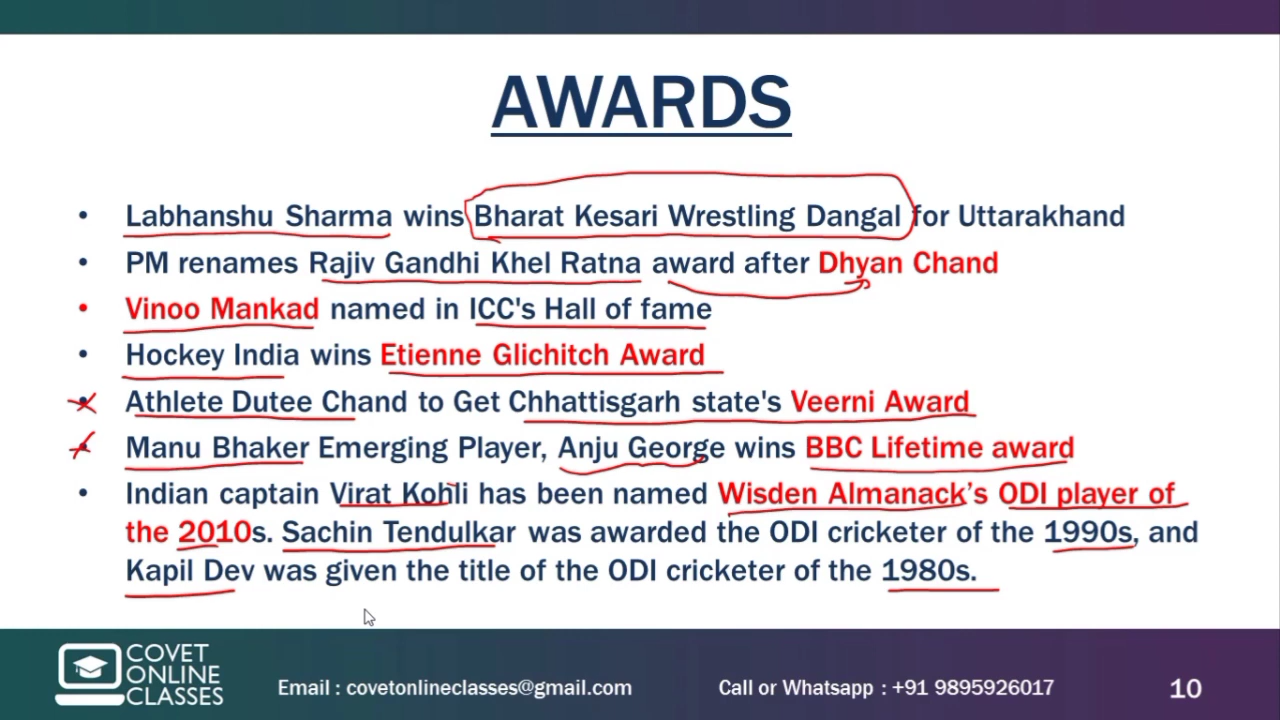 AWARDS
• Labhanshu Sharma wins Bharat Kesari Wrestling Dangal for Uttarakhand
• PM renames Rajiv Gandhi Khel Ratna award after Dhyan Chand
• Vinoo Mankad named in ICC's Hall of fame
• Hockey India wins Etienne Glichitch Award
• Athlete Dutee Chand to Get Chhattisgarh state's Veerni Award
• Manu Bhaker Emerging Player, Anju George wins BBC Lifetime award
• Indian captain Virat Kohli has been named Wisden Almanack’s ODI player of
the 2010s. Sachin Tendulkar was awarded the ODI cricketer of the 1990s, and
Kapil Dev was given the title of the ODI cricketer of the 1980s.
COVET
ONLINE
CLASSES
Email : covetonlineclasses@gmail.com
Call or Whatsapp : +91 9895926017
10